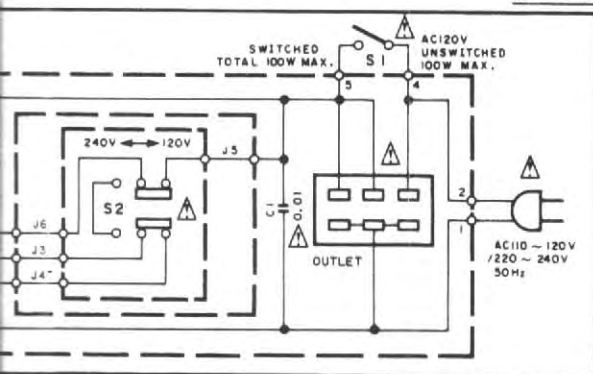 SWITCHED
TOTAL 100W MAX.
S1
AC120V
UNSWITCHED
100W MAX.
5
4
240V ↔ 120V
J5
S2
C1
0.01
2
1
J6
J3
J4
OUTLET
AC110 ~ 120V
/220 ~ 240V
50Hz